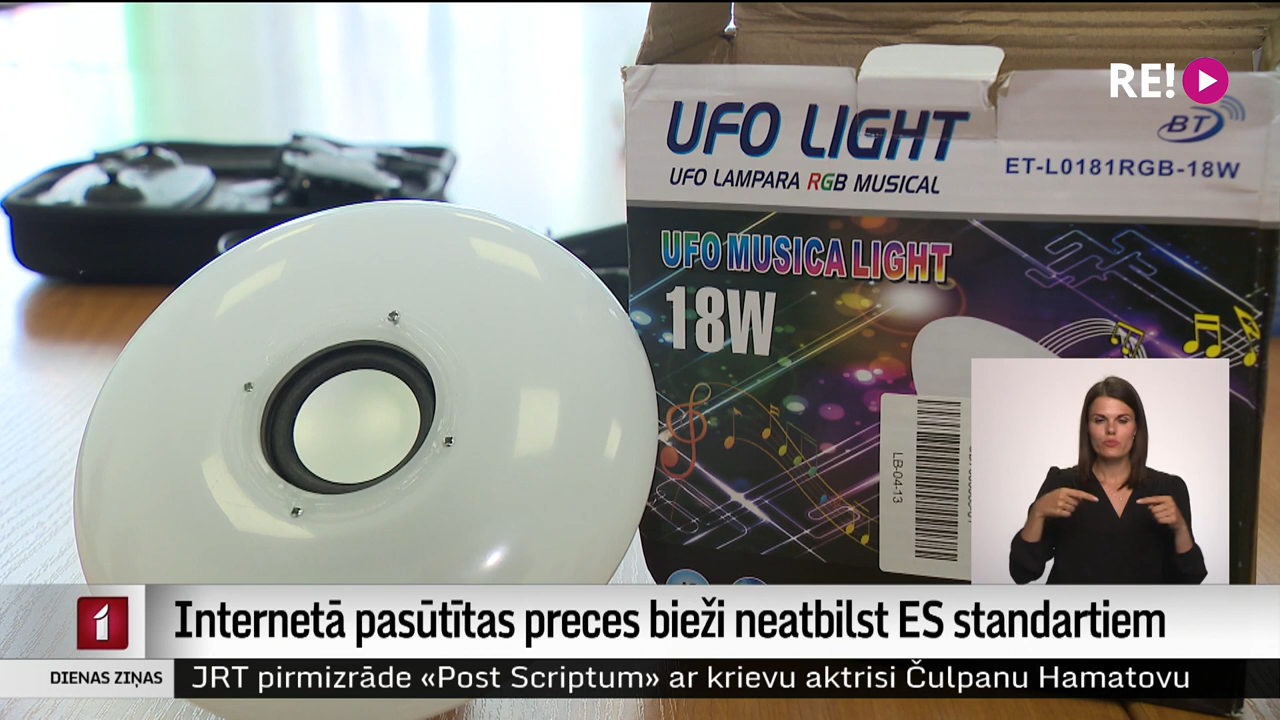 RE!
UFO LIGHT
BT
UFO LAMPARA RGB MUSICAL
ET-L0181RGB-18W
UFO MUSICA LIGHT
18W
LB-04-13
1
Internetā pasūtītas preces bieži neatbilst ES standartiem
DIENAS ZIŅAS
JRT pirmizrāde «Post Scriptum» ar krievu aktrisi Čulpanu Hamatovu